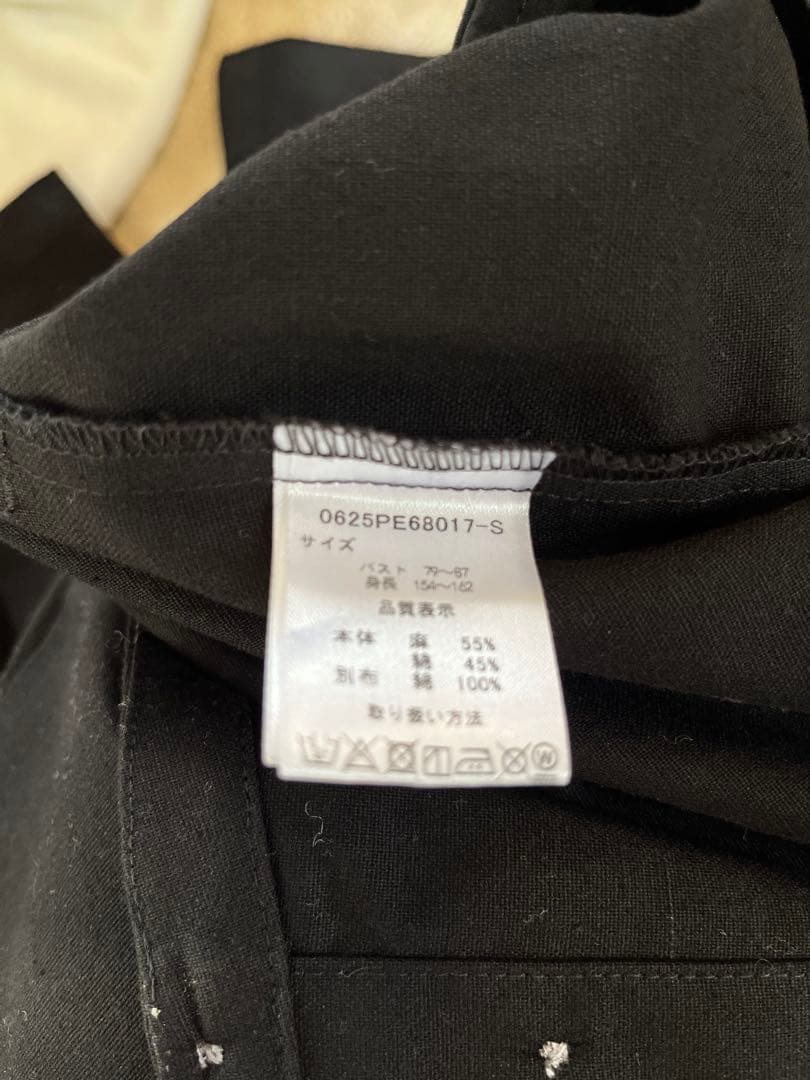 0625PE68017-S
サイズ
バスト 79~87
身長 154~162
品質表示
本体 麻 55%
綿 45%
別布 綿 100%
取り扱い方法
W